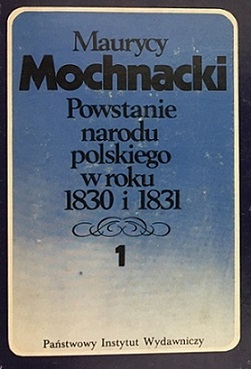 Maurycy
Mochnacki
Powstanie
narodu
polskiego
w roku
1830 i 1831
1
Państwowy Instytut Wydawniczy